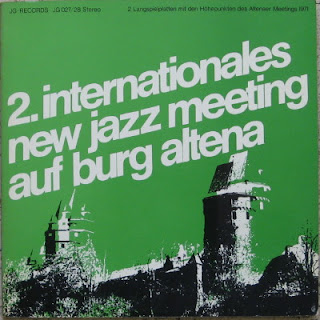 JG-RECORDS JG 027/28 Stereo
2 Langspielplatten mit den Höhepunkten des Altenaer Meetings 1971
2. internationales
new jazz meeting
auf burg altena